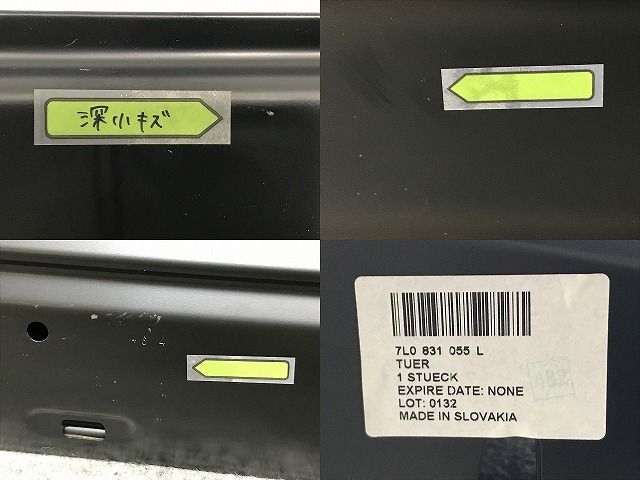 深小キズ
7L0 831 055 L
TUER
1 STUECK
EXPIRE DATE: NONE
LOT: 0132
MADE IN SLOVAKIA
482